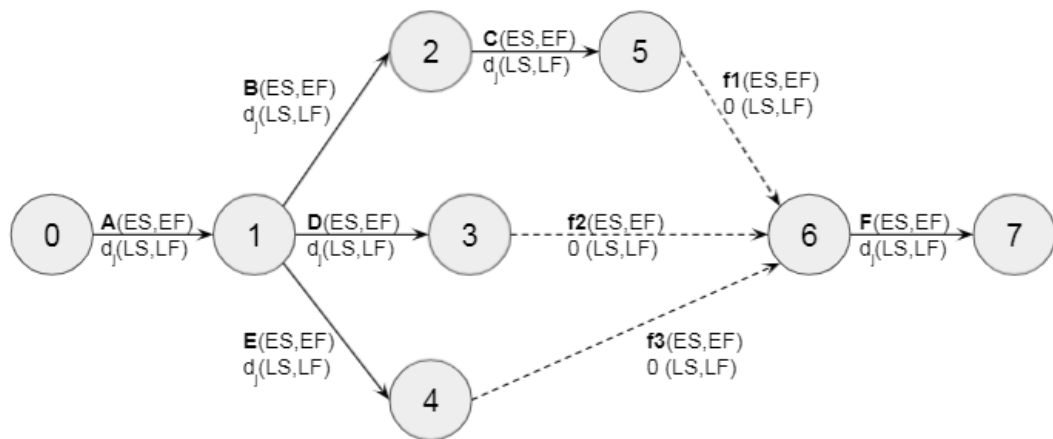 2
C(ES,EF)
dj(LS,LF)
5
B(ES,EF)
dj(LS,LF)
f1(ES,EF)
0 (LS,LF)
0
A(ES,EF)
dj(LS,LF)
1
D(ES,EF)
dj(LS,LF)
3
f2(ES,EF)
0 (LS,LF)
6
F(ES,EF)
dj(LS,LF)
7
E(ES,EF)
dj(LS,LF)
4
f3(ES,EF)
0 (LS,LF)